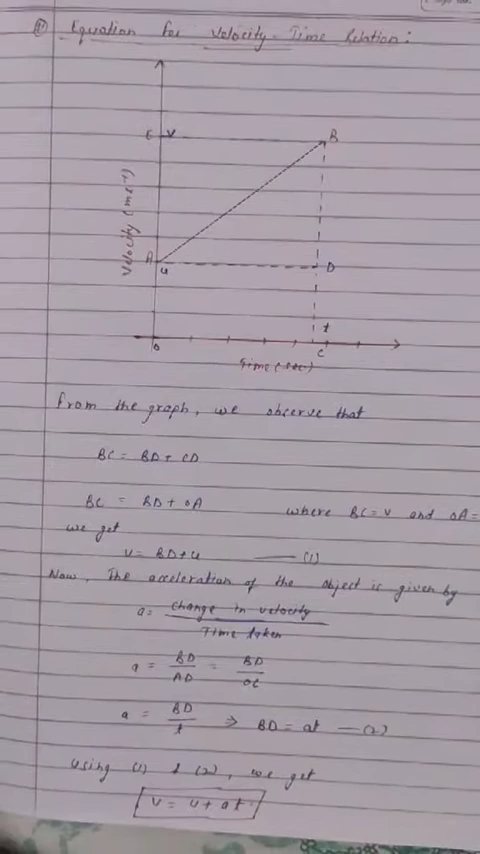 Equation for Velocity-Time Relation:
E V
B
Velocity (ms⁻¹)
A
u
D
t
O
C
Time (sec)
From the graph, we observe that
BC = BD + CD
BC = BD + OA where BC = V and OA =
we get
V = BD + u —— (1)
Now, The acceleration of the object is given by
a = Change in velocity
Time taken
a = BD/AD = BD/OC
a = BD/t ⇒ BD = at — (2)
Using (1) & (2), we get
V = u + at